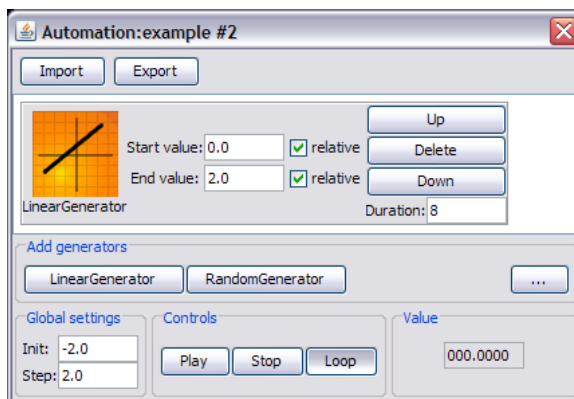 Automation:example #2
Import Export
Up
Start value: 0.0 relative Delete
End value: 2.0 relative Down
LinearGenerator
Duration: 8
Add generators
LinearGenerator RandomGenerator ...
Global settings Controls Value
Init: -2.0
Play Stop Loop 000.0000
Step: 2.0